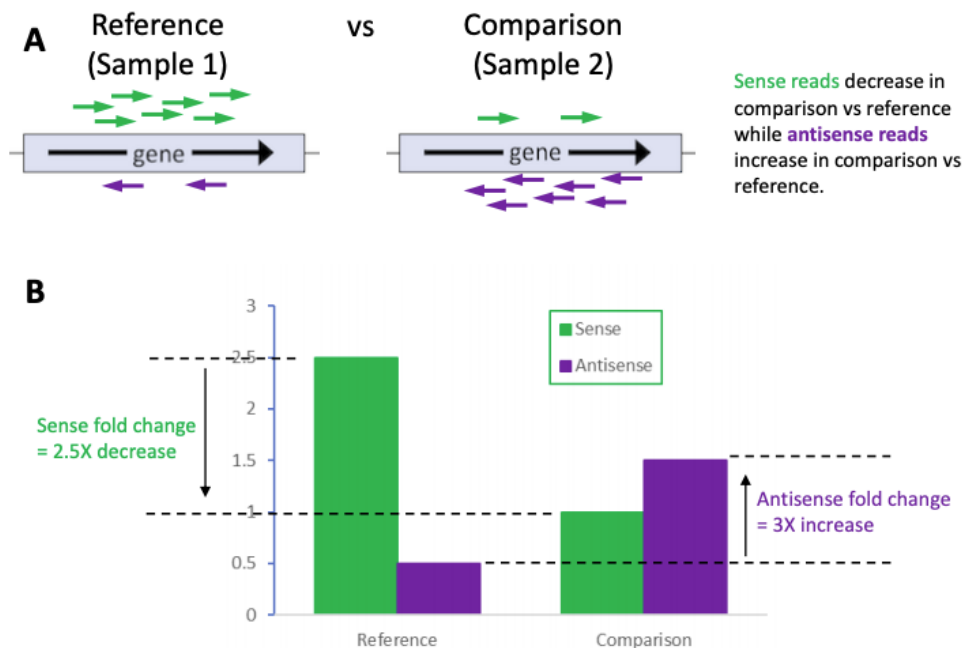 A
Reference
(Sample 1)
vs
Comparison
(Sample 2)
gene
gene
Sense reads decrease in
comparison vs reference
while antisense reads
increase in comparison vs
reference.
B
3
2.5
2
1.5
1
0.5
0
Sense
Antisense
Sense fold change
= 2.5X decrease
Antisense fold change
= 3X increase
Reference
Comparison